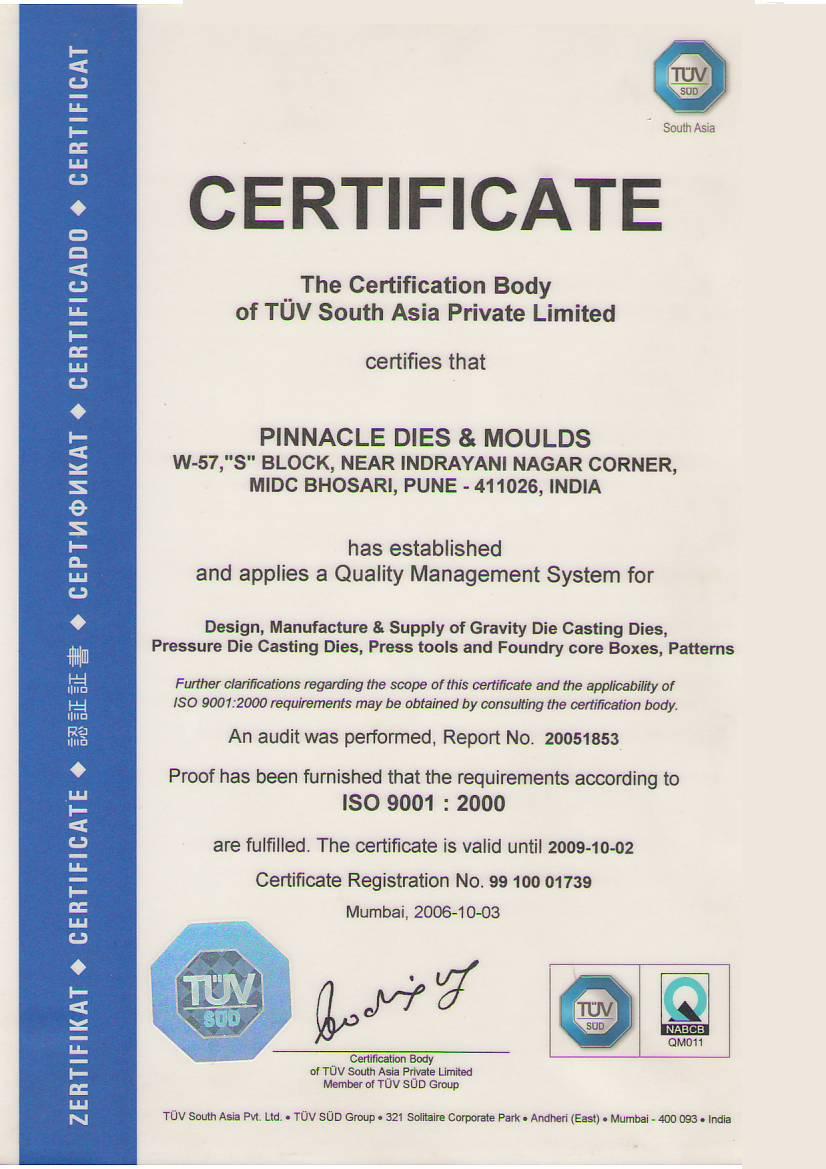 ZERTIFIKAT ◆ CERTIFICATE ◆ 認証証書 ◆ СЕРТИФИКАТ ◆ CERTIFICADO ◆ CERTIFICAT
TÜV
SÜD
South Asia
CERTIFICATE
The Certification Body
of TÜV South Asia Private Limited
certifies that
PINNACLE DIES & MOULDS
W-57,"S" BLOCK, NEAR INDRAYANI NAGAR CORNER,
MIDC BHOSARI, PUNE - 411026, INDIA
has established
and applies a Quality Management System for
Design, Manufacture & Supply of Gravity Die Casting Dies,
Pressure Die Casting Dies, Press tools and Foundry core Boxes, Patterns
Further clarifications regarding the scope of this certificate and the applicability of
ISO 9001:2000 requirements may be obtained by consulting the certification body.
An audit was performed, Report No. 20051853
Proof has been furnished that the requirements according to
ISO 9001 : 2000
are fulfilled. The certificate is valid until 2009-10-02
Certificate Registration No. 99 100 01739
Mumbai, 2006-10-03
TÜV
SÜD
Certification Body
of TÜV South Asia Private Limited
Member of TÜV SÜD Group
TÜV
SÜD
NABCB
QM011
TÜV South Asia Pvt. Ltd. • TÜV SÜD Group • 321 Solitaire Corporate Park • Andheri (East) • Mumbai - 400 093 • India